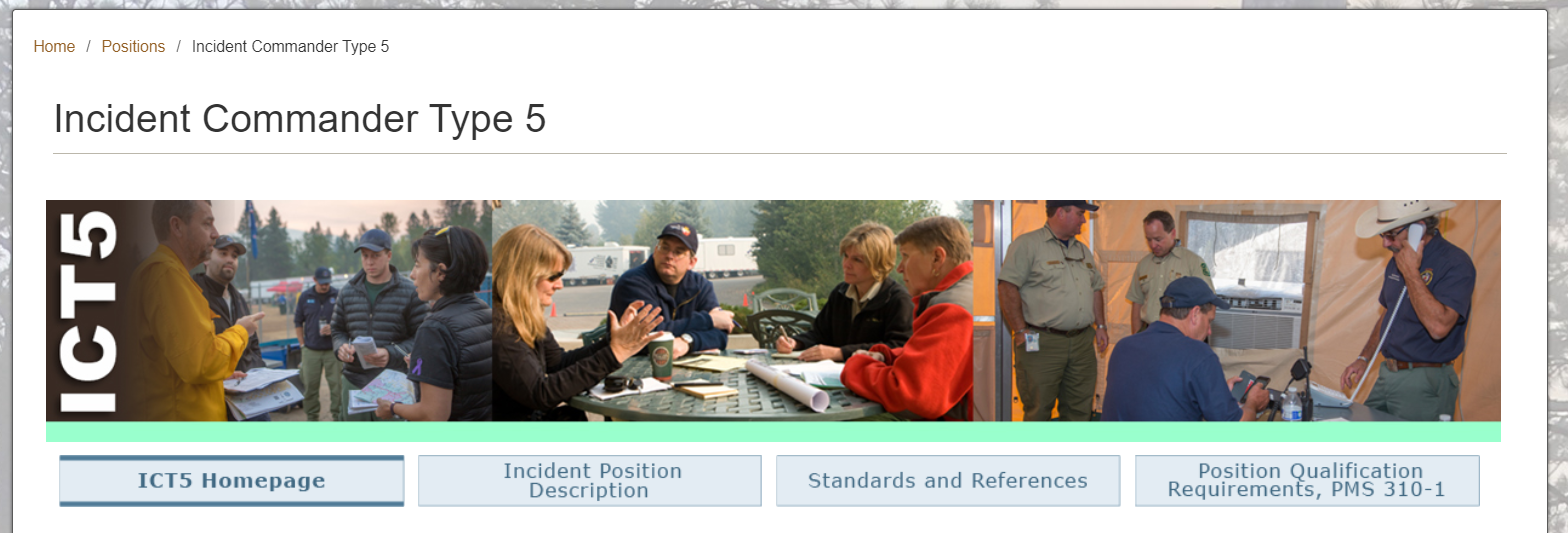 Home / Positions / Incident Commander Type 5
Incident Commander Type 5
ICT5
ICT5 Homepage
Incident Position
Description
Standards and References
Position Qualification
Requirements, PMS 310-1